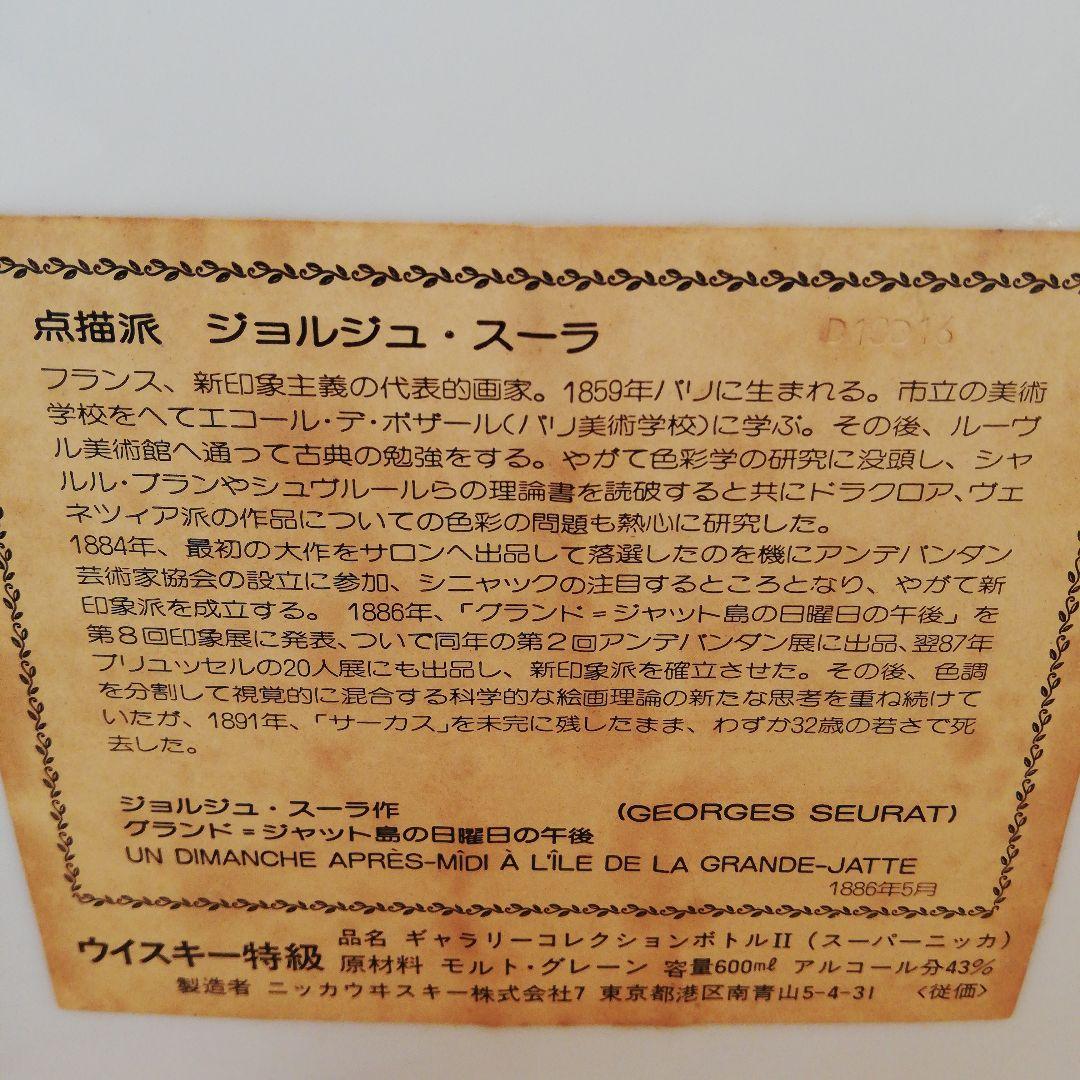 点描派 ジョルジュ・スーラ
フランス、新印象主義の代表的画家。1859年パリに生まれる。市立の美術
学校をへてエコール・デ・ボザール(パリ美術学校)に学ぶ。その後、ルーヴ
ル美術館へ通って古典の勉強をする。やがて色彩学の研究に没頭し、シャ
ルル・ブランやシュヴルールらの理論書を読破すると共にドラクロア、ヴェ
ネツィア派の作品についての色彩の問題も熱心に研究した。
1884年、最初の大作をサロンへ出品して落選したのを機にアンデパンダン
芸術家協会の設立に参加、シニャックの注目するところとなり、やがて新
印象派を成立する。1886年、「グランド=ジャット島の日曜日の午後」を
第8回印象展に発表、ついで同年の第2回アンデパンダン展に出品、翌87年
ブリュッセルの20人展にも出品し、新印象派を確立させた。その後、色調
を分割して視覚的に混合する科学的な絵画理論の新たな思考を重ね続けて
いたが、1891年、「サーカス」を未完に残したまま、わずか32歳の若さで死
去した。
ジョルジュ・スーラ作 (GEORGES SEURAT)
グランド=ジャット島の日曜日の午後
UN DIMANCHE APRÈS-MÎDI À L'ÎLE DE LA GRANDE-JATTE
1886年5月
ウイスキー特級 品名 ギャラリーコレクションボトルII (スーパーニッカ)
原材料 モルト・グレーン 容量600ml アルコール分43%
製造者 ニッカウヰスキー株式会社7 東京都港区南青山5-4-31 <従価>